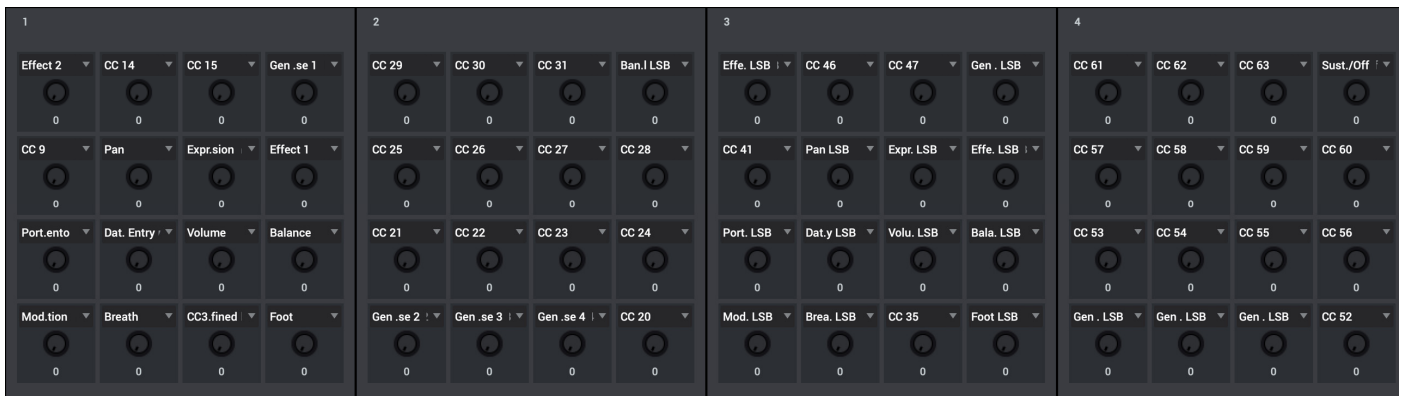 1 2 3 4
Effect 2 CC 14 CC 15 Gen .se 1 CC 29 CC 30 CC 31 Ban.l LSB Effe. LSB CC 46 CC 47 Gen . LSB CC 61 CC 62 CC 63 Sust./Off
0 0 0 0 0 0 0 0 0 0 0 0 0 0 0 0
CC 9 Pan Expr.sion Effect 1 CC 25 CC 26 CC 27 CC 28 CC 41 Pan LSB Expr. LSB Effe. LSB CC 57 CC 58 CC 59 CC 60
0 0 0 0 0 0 0 0 0 0 0 0 0 0 0 0
Port.ento Dat. Entry Volume Balance CC 21 CC 22 CC 23 CC 24 Port. LSB Dat.y LSB Volu. LSB Bala. LSB CC 53 CC 54 CC 55 CC 56
0 0 0 0 0 0 0 0 0 0 0 0 0 0 0 0
Mod.tion Breath CC3.fined Foot Gen .se 2 Gen .se 3 Gen .se 4 CC 20 Mod. LSB Brea. LSB CC 35 Foot LSB Gen . LSB Gen . LSB Gen . LSB CC 52
0 0 0 0 0 0 0 0 0 0 0 0 0 0 0 0